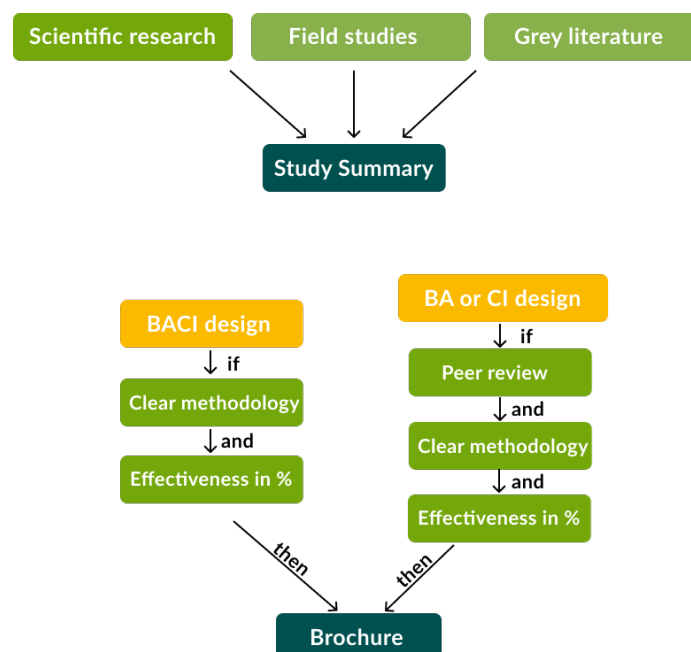 Scientific research
Field studies
Grey literature
Study Summary
BACI design
BA or CI design
if
if
Clear methodology
Peer review
and
and
Effectiveness in %
Clear methodology
and
Effectiveness in %
then
then
Brochure